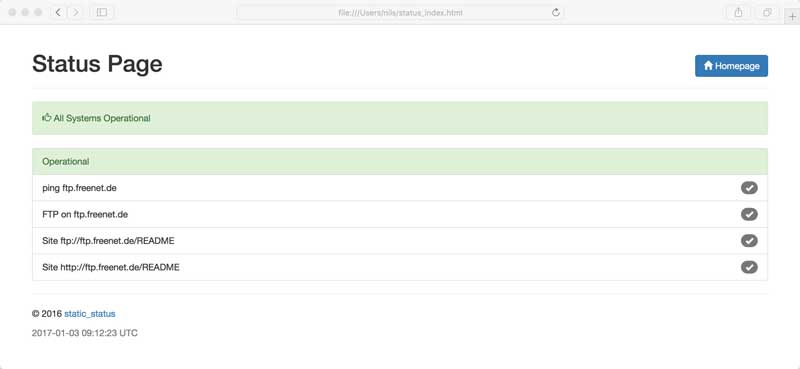 file:///Users/nils/status_index.html
Status Page
Homepage
All Systems Operational
Operational
ping ftp.freenet.de
FTP on ftp.freenet.de
Site ftp://ftp.freenet.de/README
Site http://ftp.freenet.de/README
© 2016 static_status
2017-01-03 09:12:23 UTC